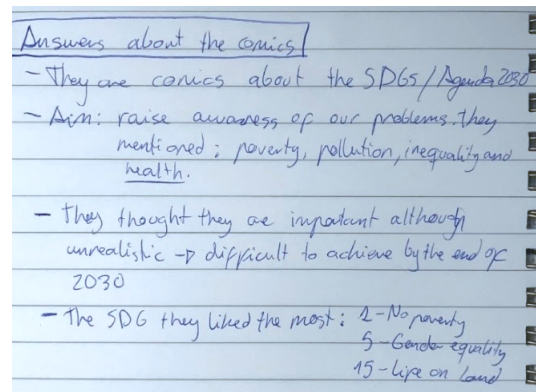 Answers about the comics
- They are comics about the SDGs/Agenda 2030
- Aim: raise awarness of our problems. they
mentioned: poverty, pollution, inequality and
health.
- they thought they are important although
unrealistic → difficult to achieve by the end of
2030
- The SDG they liked the most: 1-No poverty
5-Gender equality
15-Life on land